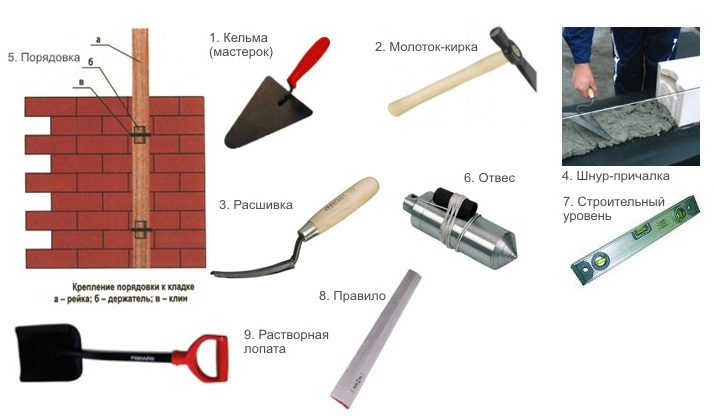 1. Кельма
(мастерок)
2. Молоток-кирка
5. Порядовка
а
б
в
3. Расшивка
6. Отвес
4. Шнур-причалка
7. Строительный
уровень
Крепление порядовки к кладке
а – рейка; б – держатель; в – клин
8. Правило
9. Растворная
лопата
FISKARS